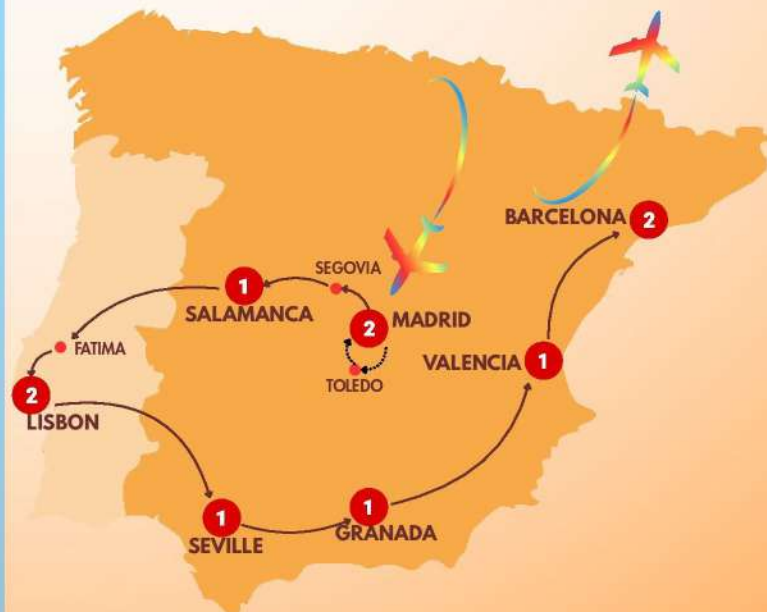 BARCELONA 2
SEGOVIA
1
SALAMANCA
2 MADRID
FATIMA
VALENCIA 1
TOLEDO
2
LISBON
1
SEVILLE
1
GRANADA